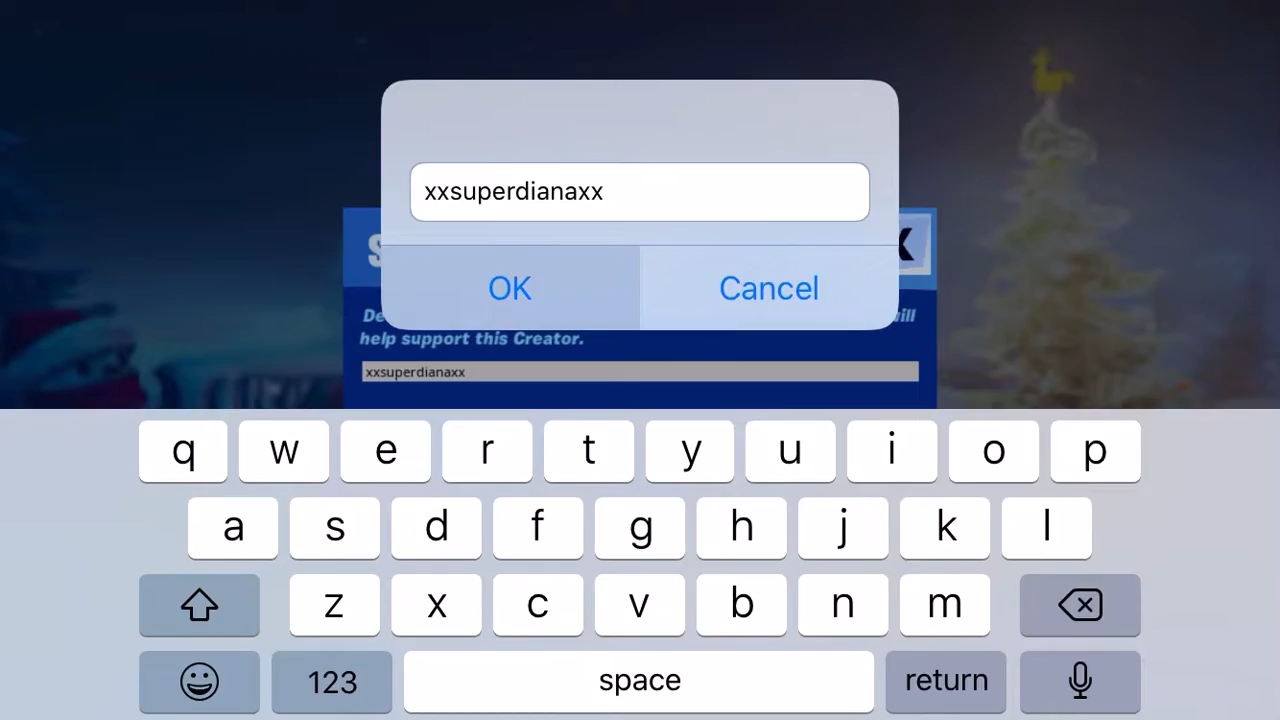 xxsuperdianaxx
OK Cancel
help support this Creator.
xxsuperdianaxx
q w e r t y u i o p
a s d f g h j k l
z x c v b n m
123 space return